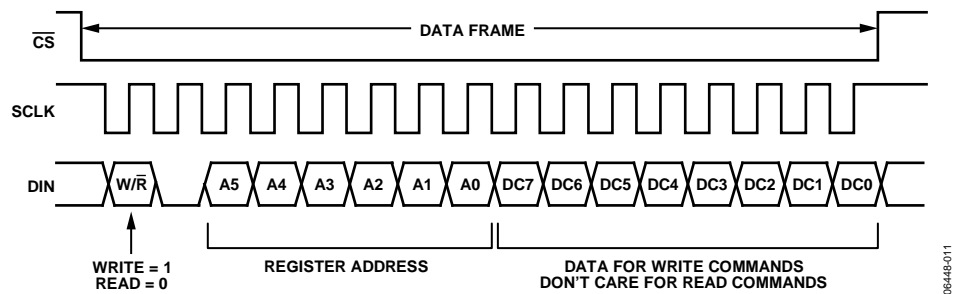 DATA FRAME
C̅S̅
SCLK
DIN W/R̅ A5 A4 A3 A2 A1 A0 DC7 DC6 DC5 DC4 DC3 DC2 DC1 DC0
WRITE = 1
READ = 0
REGISTER ADDRESS
DATA FOR WRITE COMMANDS
DON'T CARE FOR READ COMMANDS
06448-011